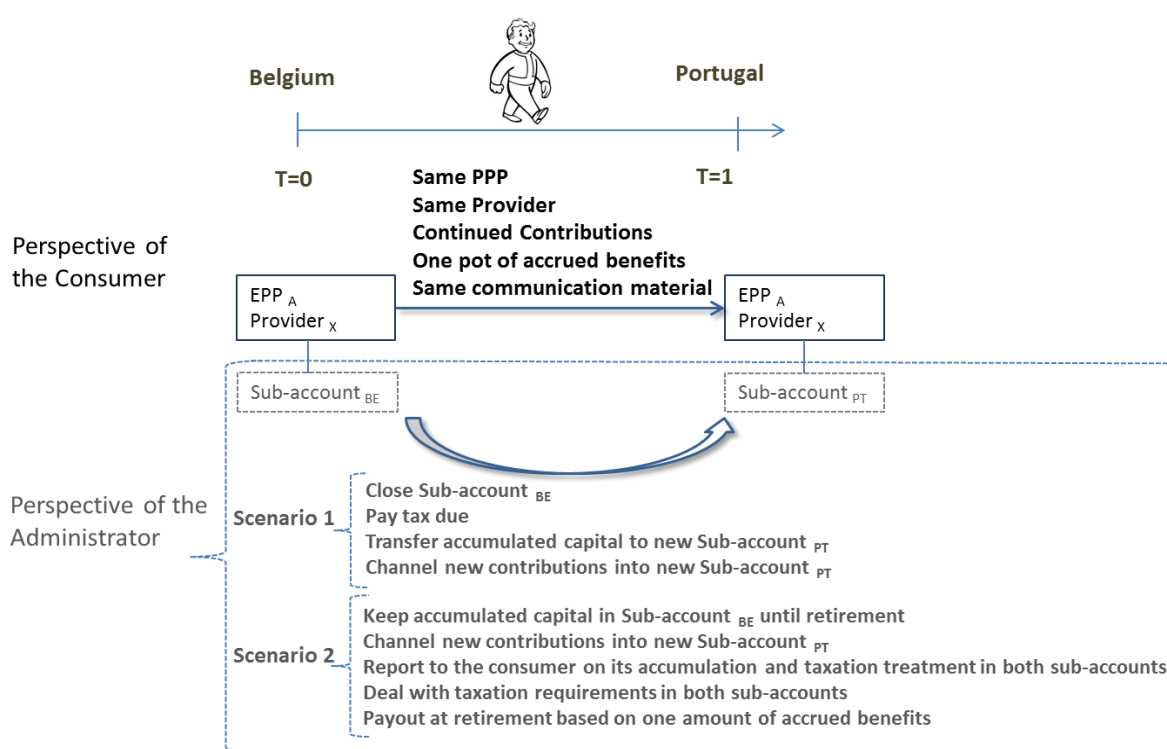 Belgium
Portugal
T=0
T=1
Same PPP
Same Provider
Continued Contributions
One pot of accrued benefits
Same communication material
Perspective of
the Consumer
EPP A
Provider X
EPP A
Provider X
Sub-account BE
Sub-account PT
Perspective of the
Administrator
Scenario 1
Close Sub-account BE
Pay tax due
Transfer accumulated capital to new Sub-account PT
Channel new contributions into new Sub-account PT
Scenario 2
Keep accumulated capital in Sub-account BE until retirement
Channel new contributions into new Sub-account PT
Report to the consumer on its accumulation and taxation treatment in both sub-accounts
Deal with taxation requirements in both sub-accounts
Payout at retirement based on one amount of accrued benefits